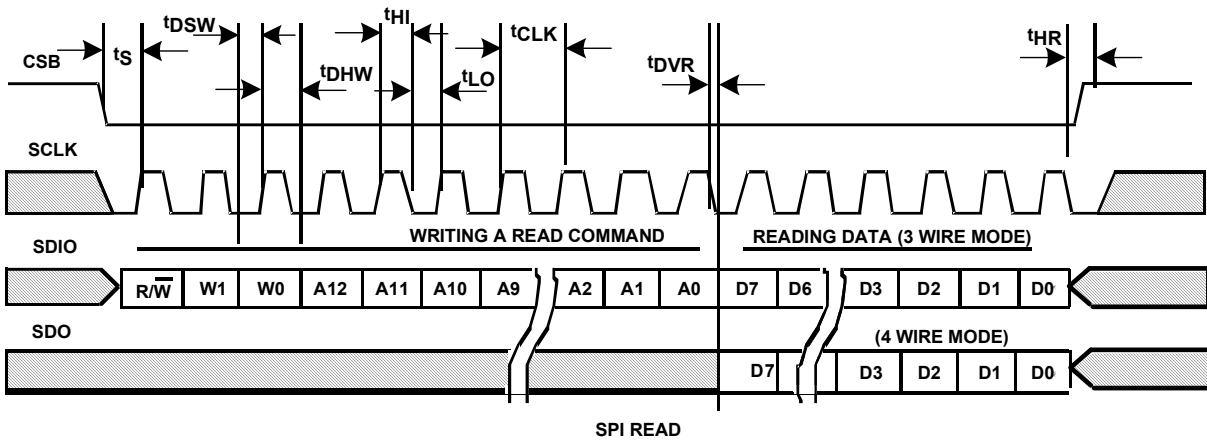 tS
tDSW
tHI
tCLK
tHR
CSB
tDHW
tLO
tDVR
SCLK
SDIO
WRITING A READ COMMAND
READING DATA (3 WIRE MODE)
R/W̅ W1 W0 A12 A11 A10 A9 A2 A1 A0 D7 D6 D3 D2 D1 D0
SDO
(4 WIRE MODE)
D7 D3 D2 D1 D0
SPI READ